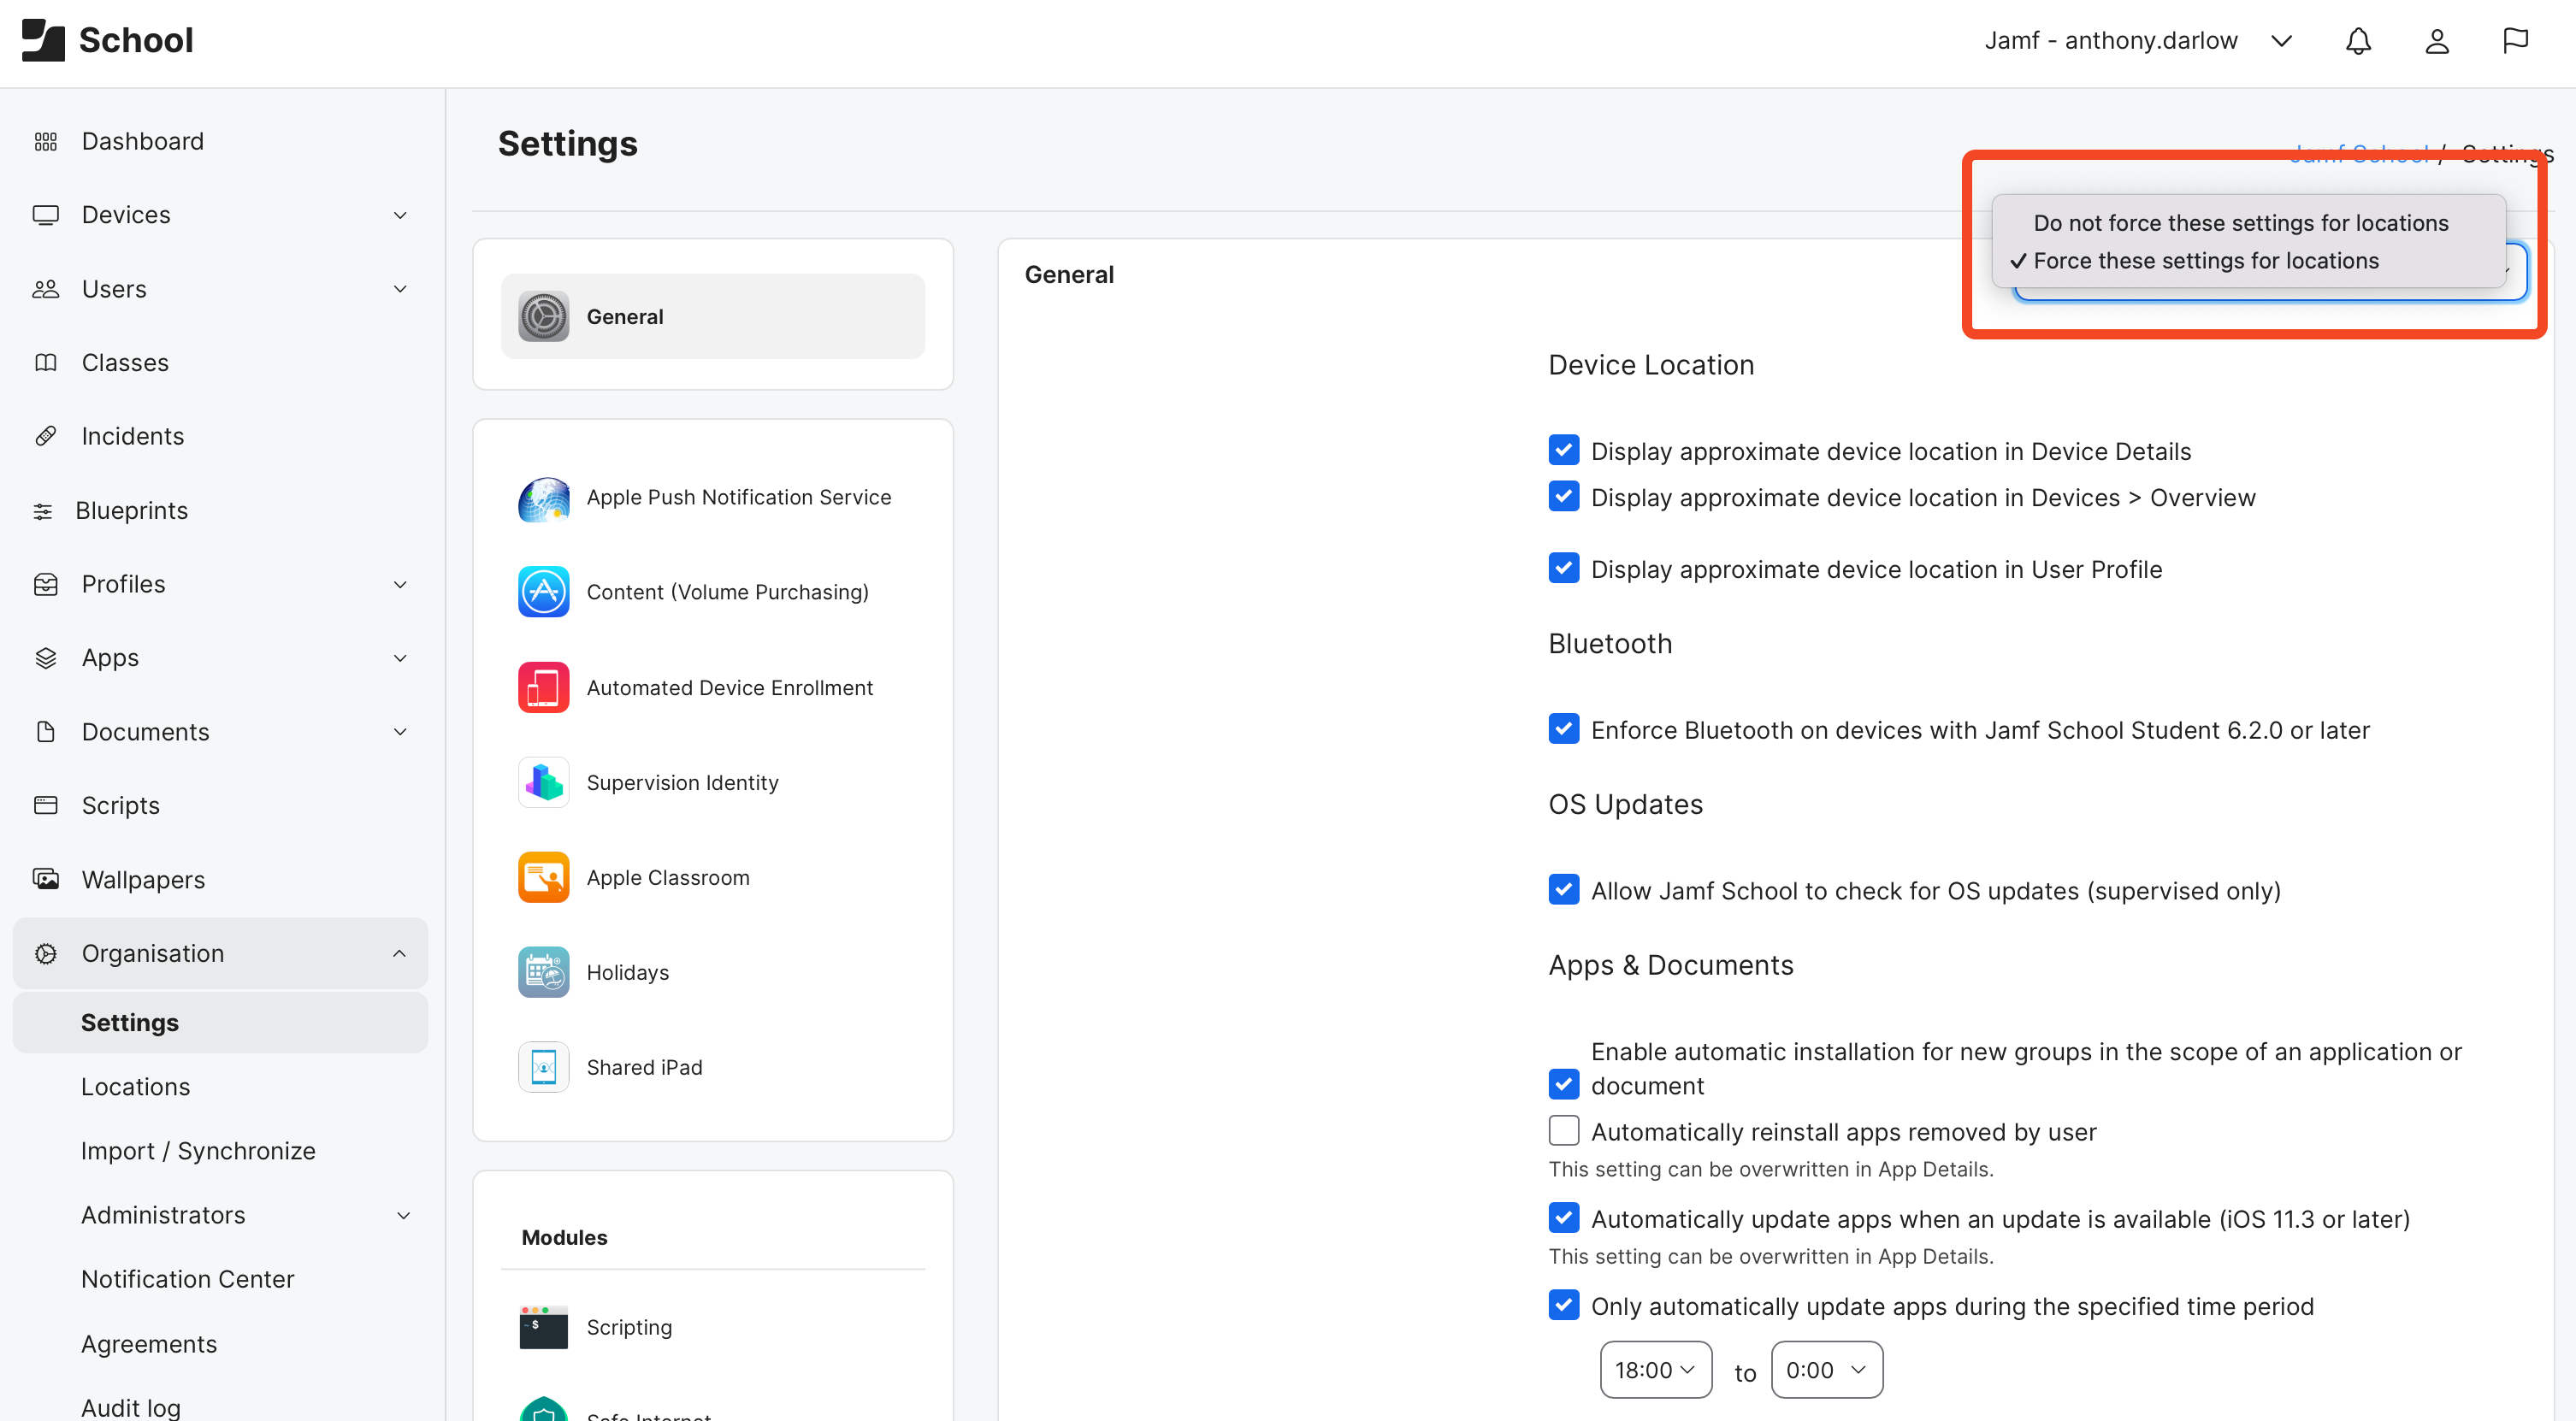 School
Jamf - anthony.darlow
Dashboard
Devices
Users
Classes
Incidents
Blueprints
Profiles
Apps
Documents
Scripts
Wallpapers
Organisation
Settings
Locations
Import / Synchronize
Administrators
Notification Center
Agreements
Audit log
Settings
Jamf School / Settings
General
Apple Push Notification Service
Content (Volume Purchasing)
Automated Device Enrollment
Supervision Identity
Apple Classroom
Holidays
Shared iPad
Modules
~ $
Scripting
Safe Internet
General
Do not force these settings for locations
Force these settings for locations
Device Location
Display approximate device location in Device Details
Display approximate device location in Devices > Overview
Display approximate device location in User Profile
Bluetooth
Enforce Bluetooth on devices with Jamf School Student 6.2.0 or later
OS Updates
Allow Jamf School to check for OS updates (supervised only)
Apps & Documents
Enable automatic installation for new groups in the scope of an application or
document
Automatically reinstall apps removed by user
This setting can be overwritten in App Details.
Automatically update apps when an update is available (iOS 11.3 or later)
This setting can be overwritten in App Details.
Only automatically update apps during the specified time period
18:00 to 0:00